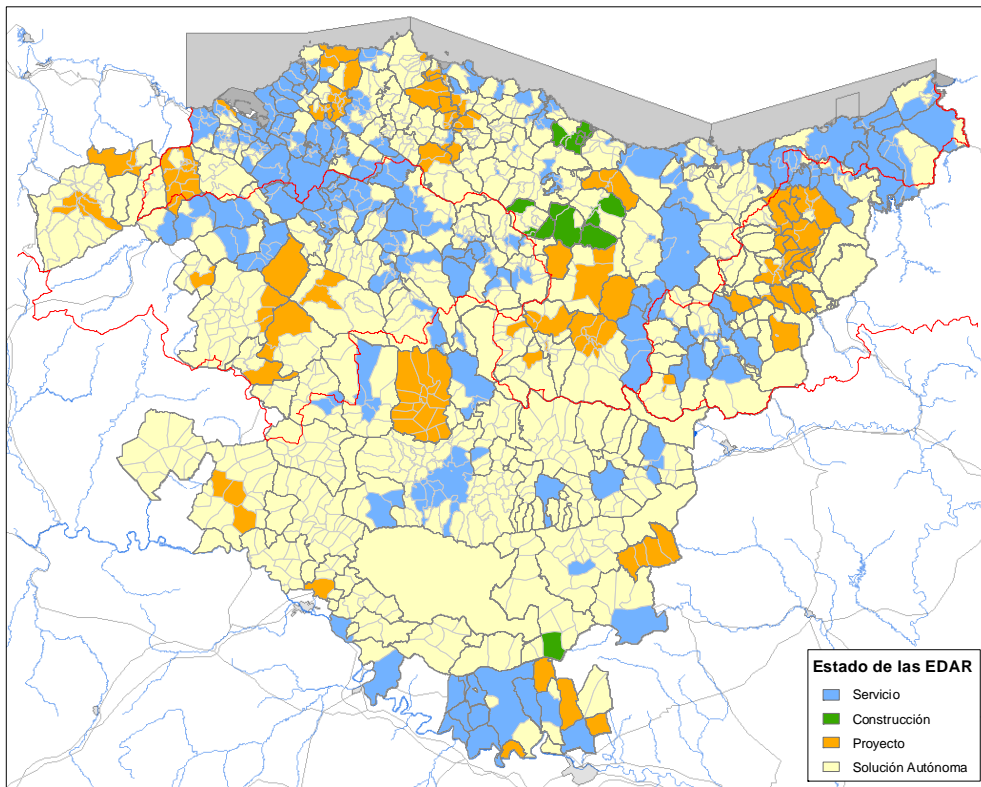 Estado de las EDAR
Servicio
Construcción
Proyecto
Solución Autónoma